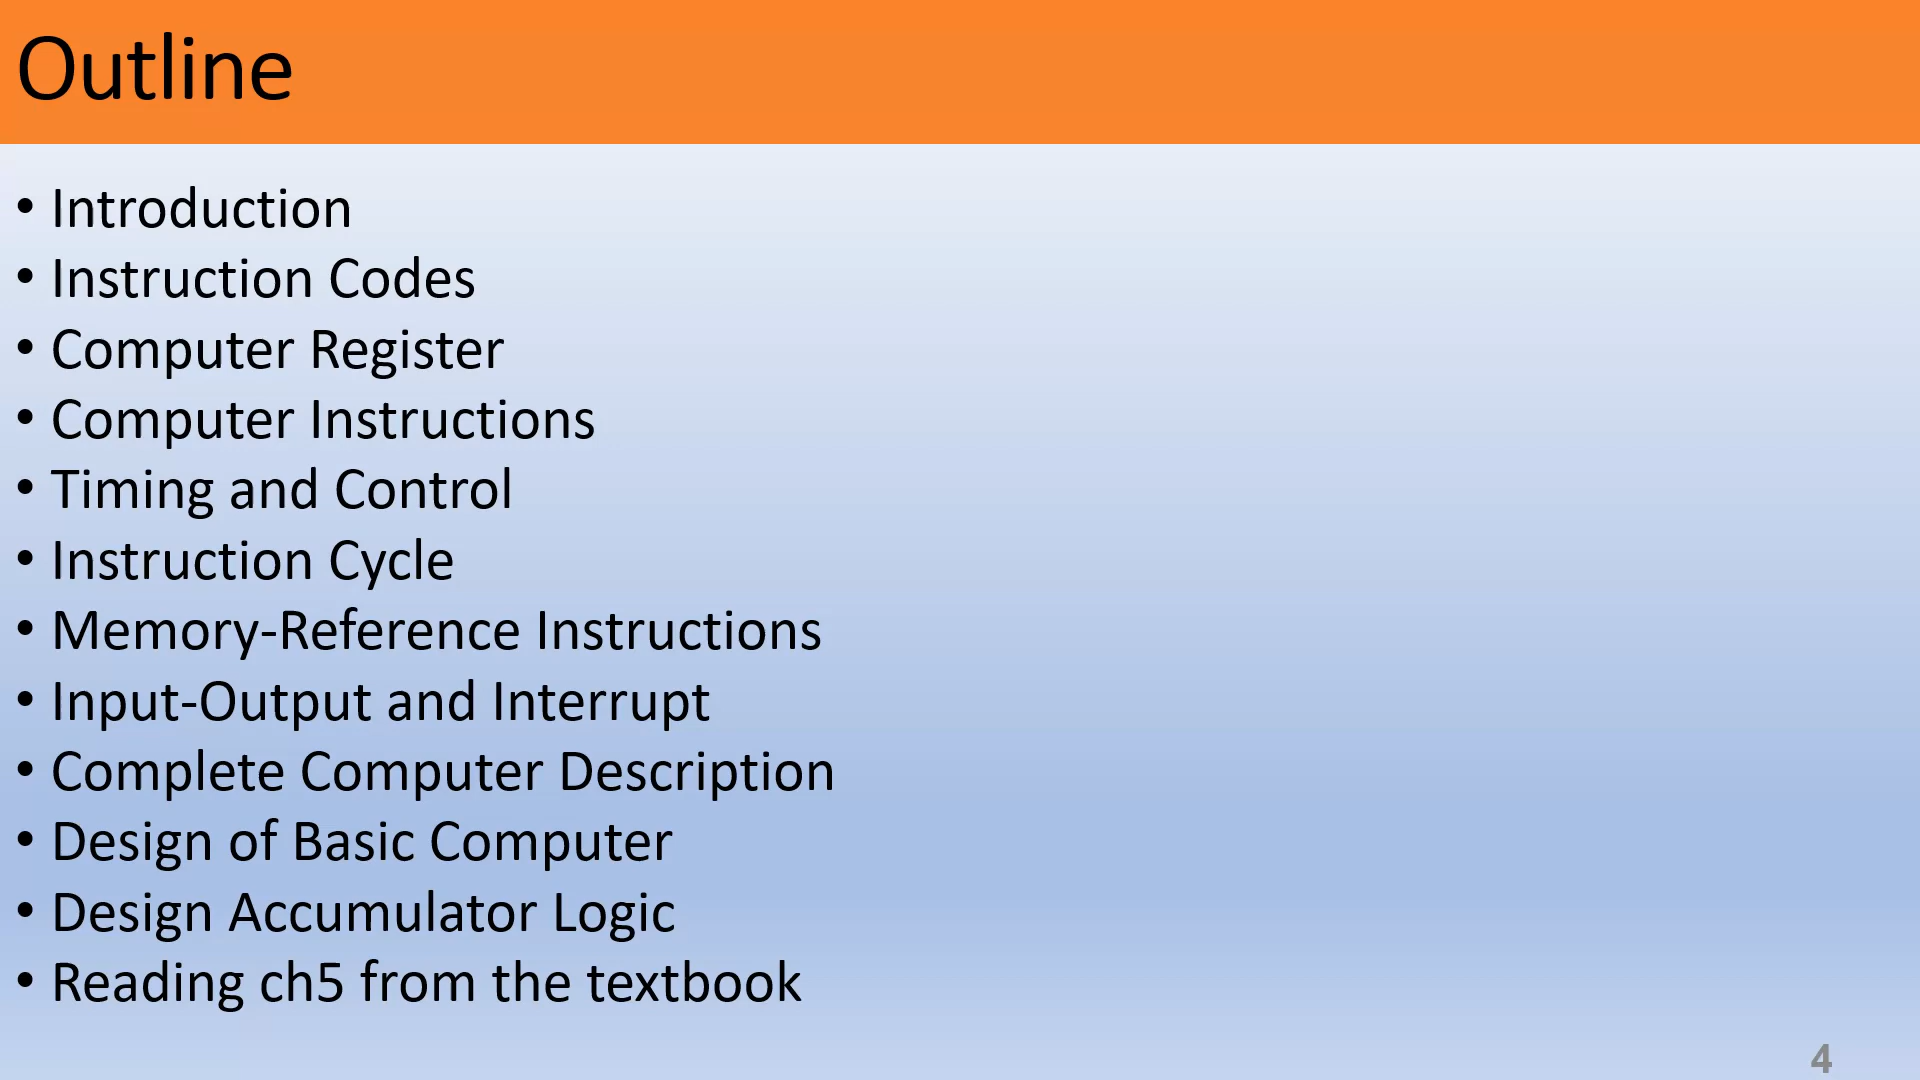 Outline
• Introduction
• Instruction Codes
• Computer Register
• Computer Instructions
• Timing and Control
• Instruction Cycle
• Memory-Reference Instructions
• Input-Output and Interrupt
• Complete Computer Description
• Design of Basic Computer
• Design Accumulator Logic
• Reading ch5 from the textbook
4